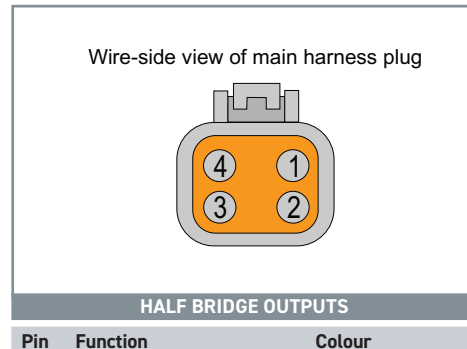 Wire-side view of main harness plug
4 1
3 2
HALF BRIDGE OUTPUTS
Pin Function Colour